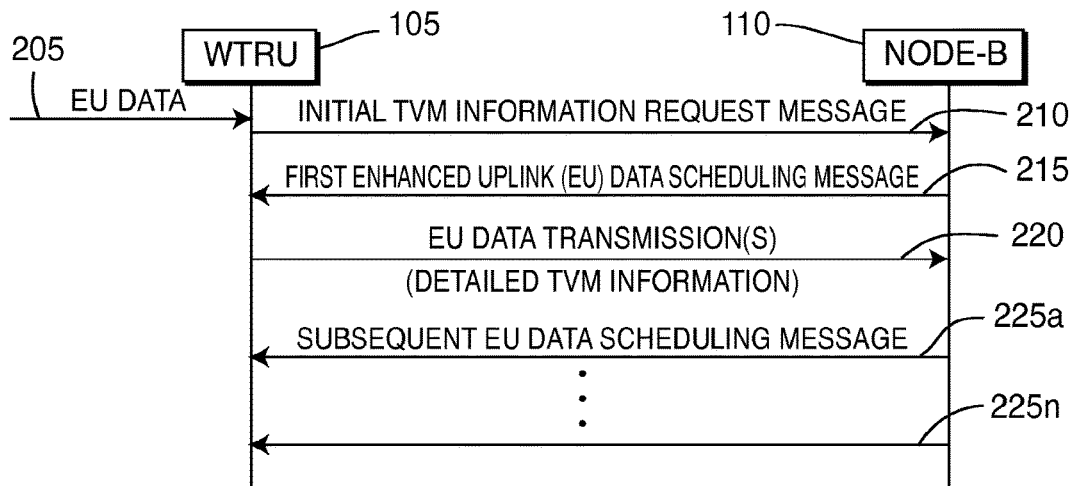 205
WTRU
105
110
NODE-B
EU DATA
INITIAL TVM INFORMATION REQUEST MESSAGE
210
FIRST ENHANCED UPLINK (EU) DATA SCHEDULING MESSAGE
215
EU DATA TRANSMISSION(S)
220
(DETAILED TVM INFORMATION)
SUBSEQUENT EU DATA SCHEDULING MESSAGE
225a
225n